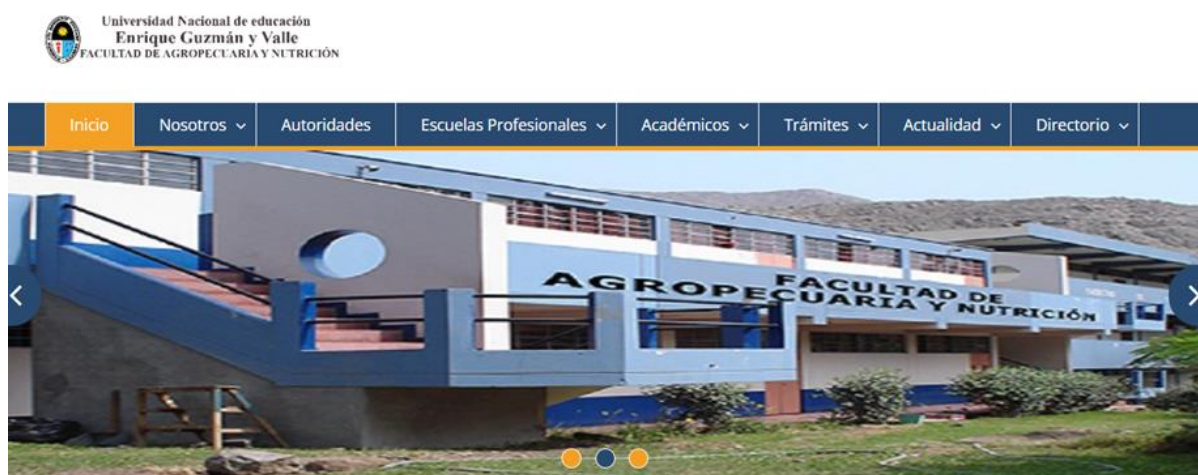 Universidad Nacional de educación
Enrique Guzmán y Valle
FACULTAD DE AGROPECUARIA Y NUTRICIÓN
Inicio Nosotros Autoridades Escuelas Profesionales Académicos Trámites Actualidad Directorio
FACULTAD DE
AGROPECUARIA Y NUTRICIÓN